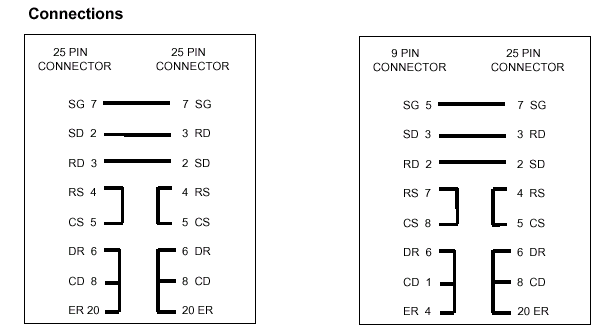 Connections
25 PIN CONNECTOR 25 PIN CONNECTOR
SG 7 7 SG
SD 2 3 RD
RD 3 2 SD
RS 4 4 RS
CS 5 5 CS
DR 6 6 DR
CD 8 8 CD
ER 20 20 ER
9 PIN CONNECTOR 25 PIN CONNECTOR
SG 5 7 SG
SD 3 3 RD
RD 2 2 SD
RS 7 4 RS
CS 8 5 CS
DR 6 6 DR
CD 1 8 CD
ER 4 20 ER